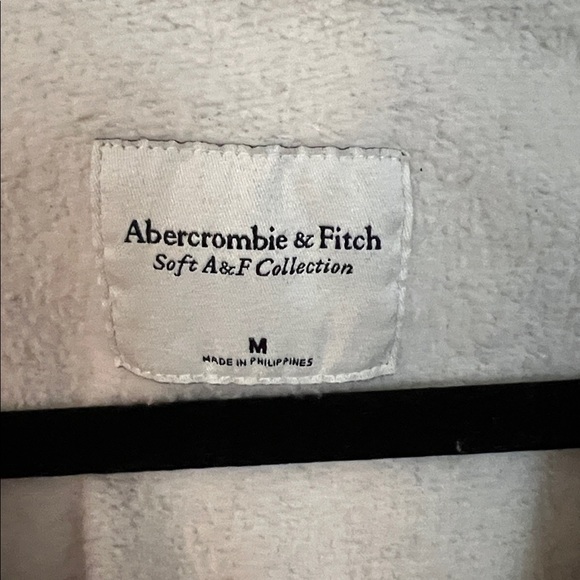 Abercrombie & Fitch
Soft A&F Collection
M
MADE IN PHILIPPINES